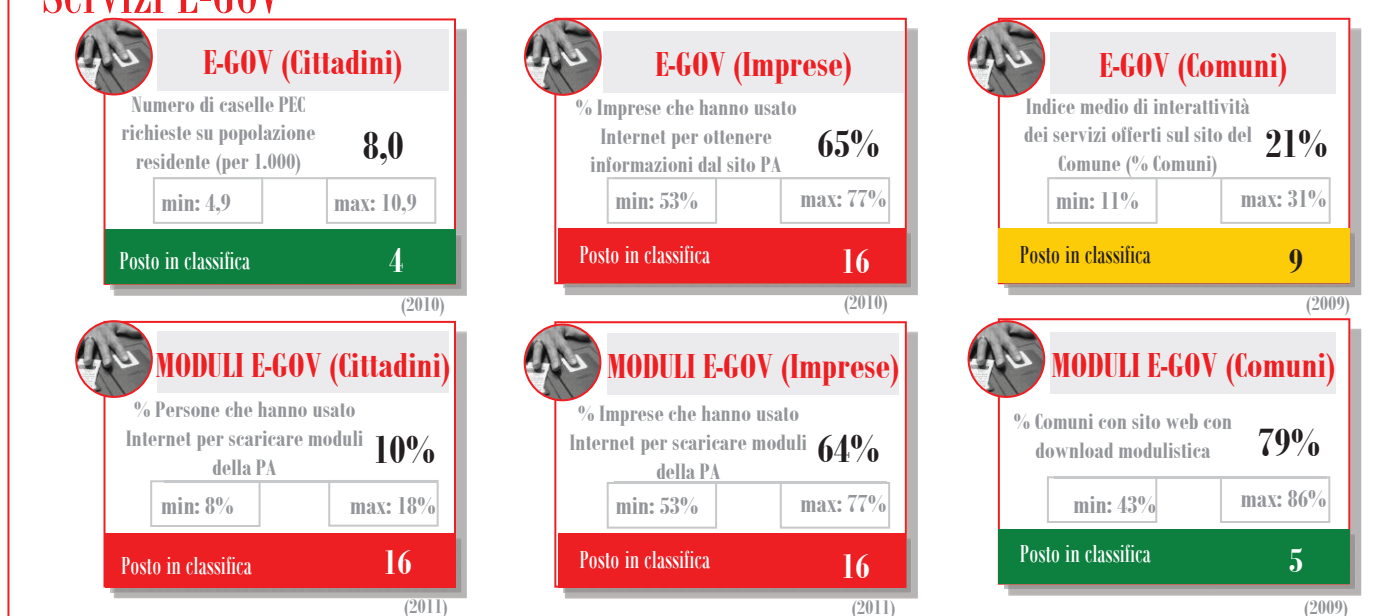 Servizi E-GOV
E-GOV (Cittadini)
Numero di caselle PEC
richieste su popolazione
residente (per 1.000)
8,0
min: 4,9
max: 10,9
Posto in classifica
4
(2010)
E-GOV (Imprese)
% Imprese che hanno usato
Internet per ottenere
informazioni dal sito PA
65%
min: 53%
max: 77%
Posto in classifica
16
(2010)
E-GOV (Comuni)
Indice medio di interattività
dei servizi offerti sul sito del
Comune (% Comuni)
21%
min: 11%
max: 31%
Posto in classifica
9
(2009)
MODULI E-GOV (Cittadini)
% Persone che hanno usato
Internet per scaricare moduli
della PA
10%
min: 8%
max: 18%
Posto in classifica
16
(2011)
MODULI E-GOV (Imprese)
% Imprese che hanno usato
Internet per scaricare moduli
della PA
64%
min: 53%
max: 77%
Posto in classifica
16
(2011)
MODULI E-GOV (Comuni)
% Comuni con sito web con
download modulistica
79%
min: 43%
max: 86%
Posto in classifica
5
(2009)